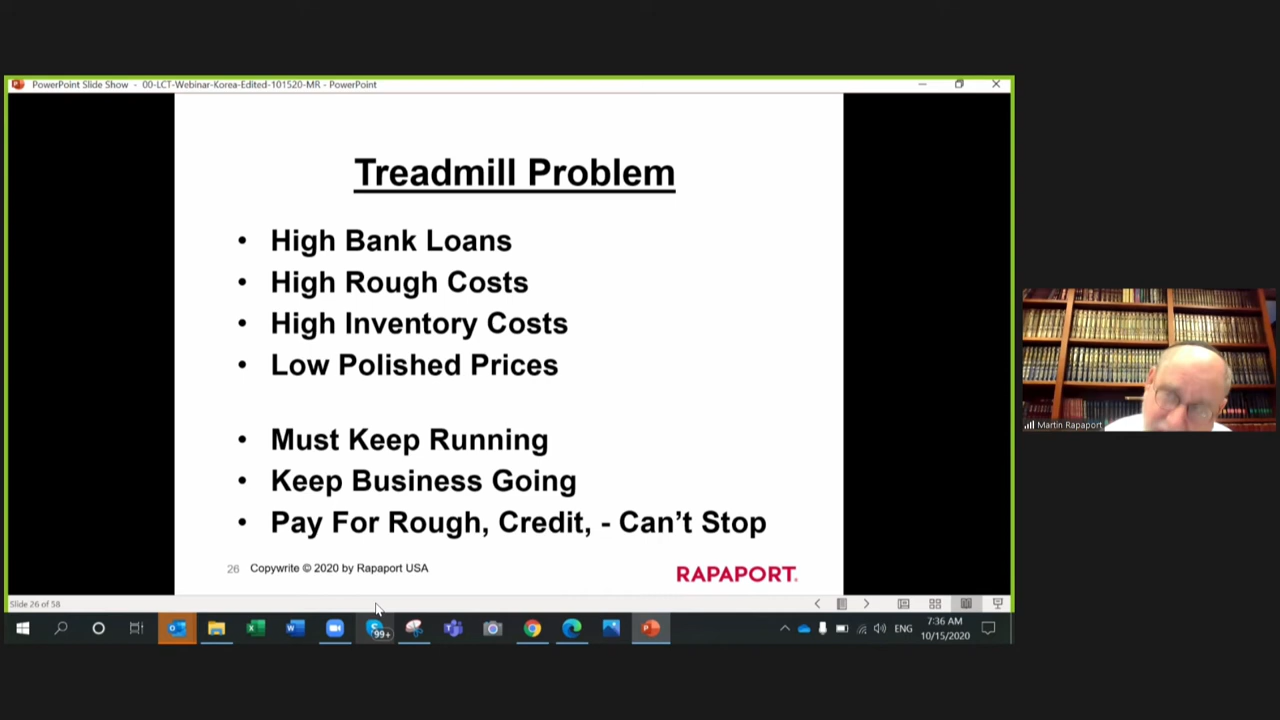 PowerPoint Slide Show - 00-LCT-Webinar-Korea-Edited-101520-MR - PowerPoint
Treadmill Problem
• High Bank Loans
• High Rough Costs
• High Inventory Costs
• Low Polished Prices
• Must Keep Running
• Keep Business Going
• Pay For Rough, Credit, - Can't Stop
26 Copywrite © 2020 by Rapaport USA
RAPAPORT.
Martin Rapaport
Slide 26 of 58
99+
ENG
7:36 AM
10/15/2020